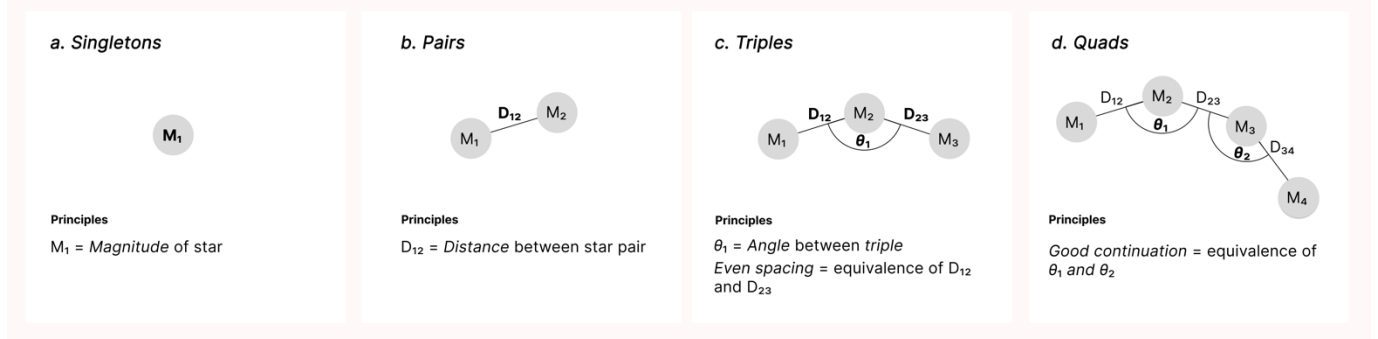 a. Singletons
M₁
Principles
M₁ = Magnitude of star
b. Pairs
D₁₂
M₁
M₂
Principles
D₁₂ = Distance between star pair
c. Triples
D₁₂
M₂
D₂₃
M₁
θ₁
M₃
Principles
θ₁ = Angle between triple
Even spacing = equivalence of D₁₂
and D₂₃
d. Quads
D₁₂
M₂
D₂₃
M₁
θ₁
M₃
θ₂
D₃₄
M₄
Principles
Good continuation = equivalence of
θ₁ and θ₂